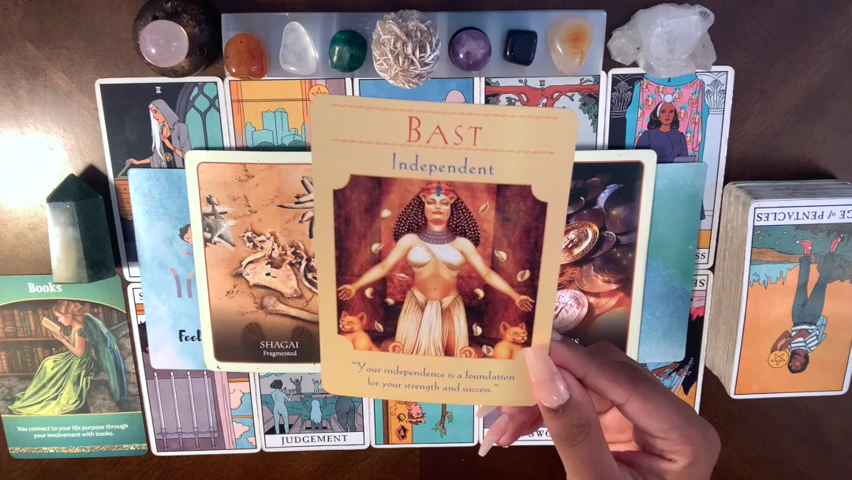 II
BAST
Independent
"Your independence is a foundation
for your strength and success."
Books
You connect to your life purpose through
your involvement with books.
Feel
SHAGAI
Fragmented
JUDGEMENT
OF PENTACLES